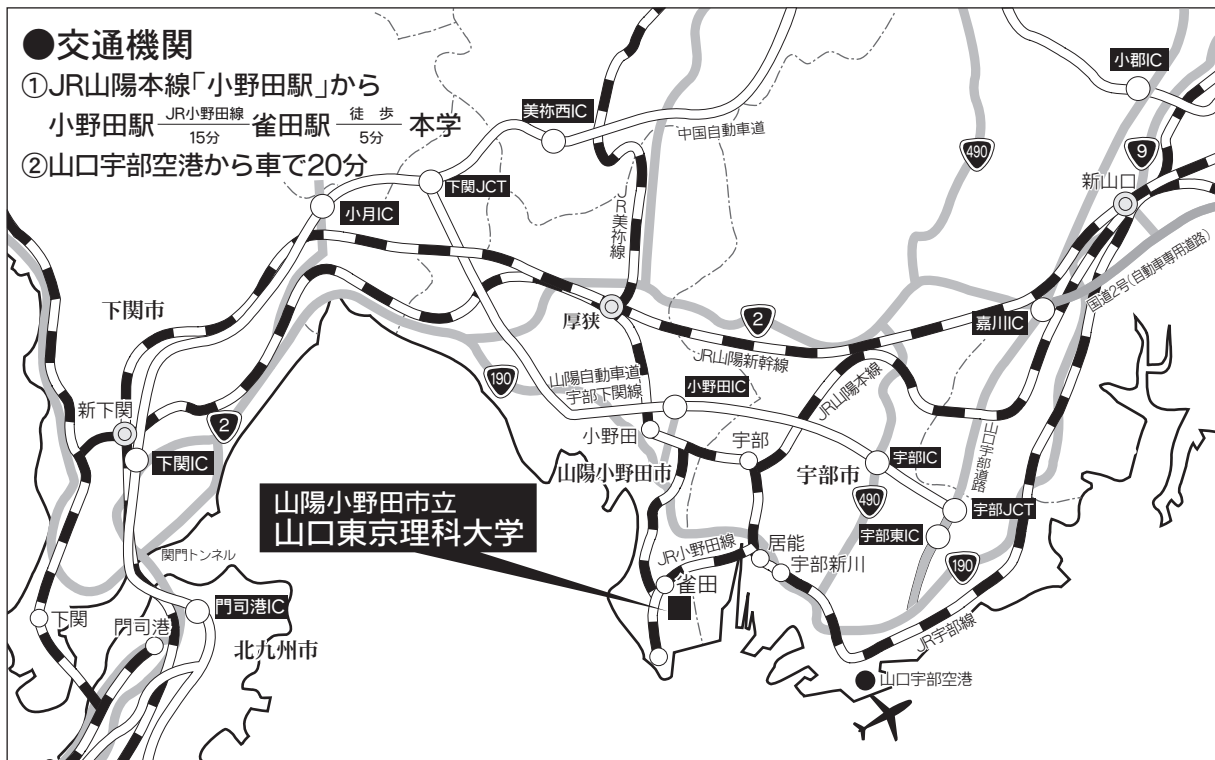 ●交通機関
①JR山陽本線「小野田駅」から
小野田駅 JR小野田線 15分 雀田駅 徒歩 5分 本学
②山口宇部空港から車で20分
小郡IC
美祢西IC
中国自動車道
490
9
新山口
下関JCT
小月IC
JR美祢線
国道2号(自動車専用道路)
下関市
厚狭
2
嘉川IC
JR山陽新幹線
190
山陽自動車道
宇部下関線
小野田IC
JR山陽本線
新下関
2
小野田
宇部
山口宇部道路
下関IC
山陽小野田市
宇部市
宇部IC
490
宇部JCT
山陽小野田市立
山口東京理科大学
宇部東IC
関門トンネル
JR小野田線
居能
宇部新川
190
雀田
下関
門司港IC
門司港
北九州市
JR宇部線
山口宇部空港